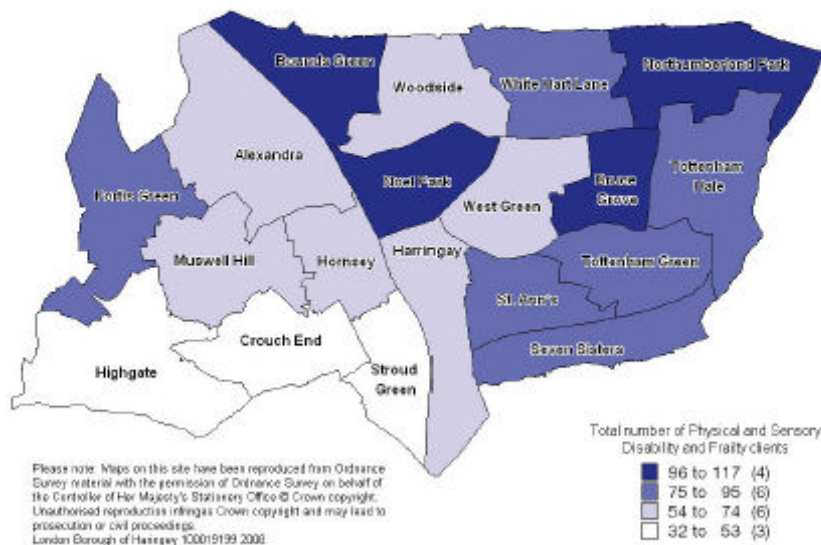 Bounds Green
Woodside
White Hart Lane
Northumberland Park
Alexandra
Noel Park
Bruce
Grove
Tottenham
Hale
Fortis Green
West Green
Muswell Hill
Hornsey
Harringay
Tottenham Green
St. Ann's
Seven Sisters
Crouch End
Highgate
Stroud
Green
Total number of Physical and Sensory
Disability and Frailty clients
96 to 117 (4)
75 to 95 (6)
54 to 74 (6)
32 to 53 (3)
Please note: Maps on this site have been reproduced from Ordnance
Survey material with the permission of Ordnance Survey on behalf of
the Controller of Her Majesty's Stationery Office © Crown copyright.
Unauthorised reproduction infringes Crown copyright and may lead to
prosecution or civil proceedings.
London Borough of Haringey 100019199 2008